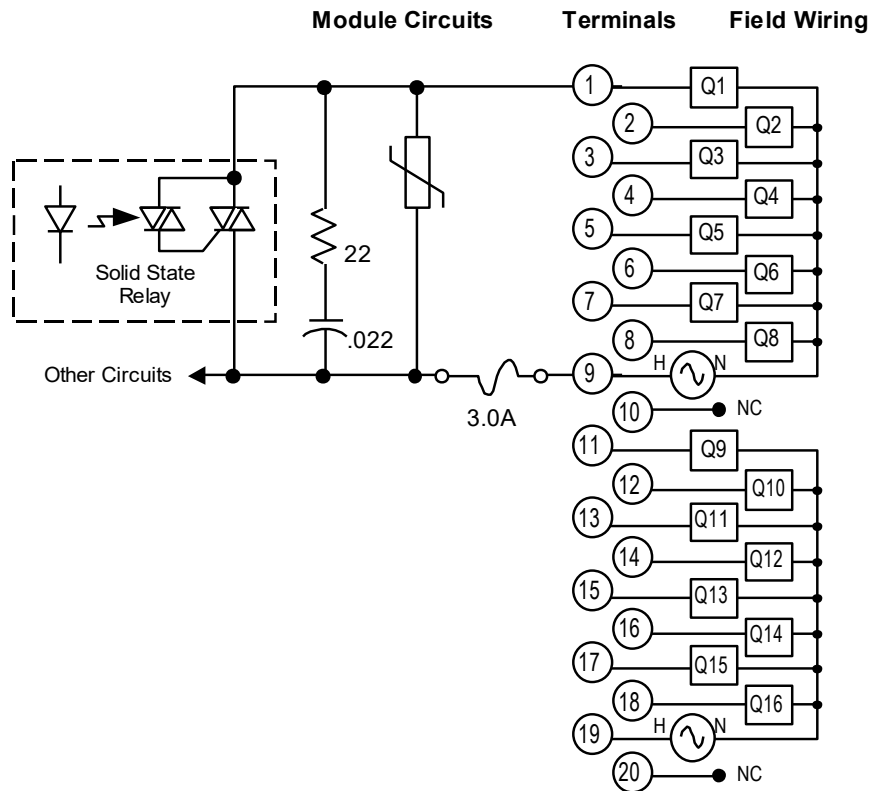 Module Circuits Terminals Field Wiring
1 Q1
2 Q2
3 Q3
4 Q4
5 Q5
6 Q6
7 Q7
8 Q8
Solid State
Relay
22
.022
Other Circuits
3.0A
9 H N
10 NC
11 Q9
12 Q10
13 Q11
14 Q12
15 Q13
16 Q14
17 Q15
18 Q16
19 H N
20 NC